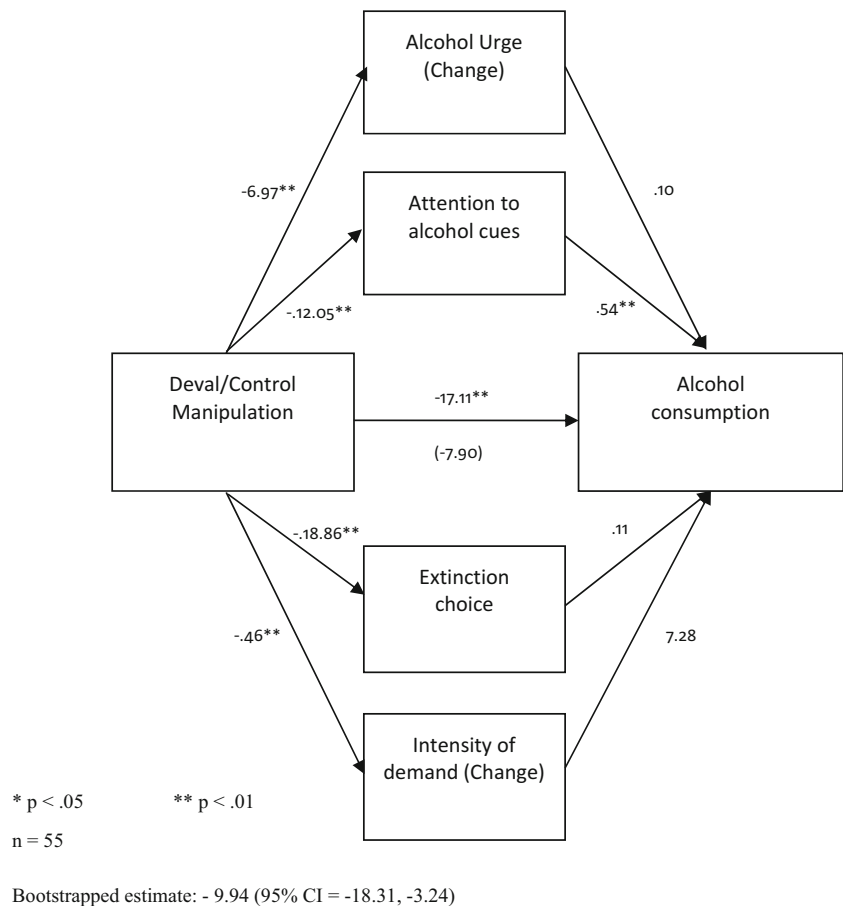 Alcohol Urge
(Change)
-6.97**
.10
Attention to
alcohol cues
-.12.05**
.54**
Deval/Control
Manipulation
-17.11**
(-7.90)
Alcohol
consumption
-.18.86**
.11
Extinction
choice
-.46**
7.28
Intensity of
demand (Change)
* p < .05 ** p < .01
n = 55
Bootstrapped estimate: - 9.94 (95% CI = -18.31, -3.24)